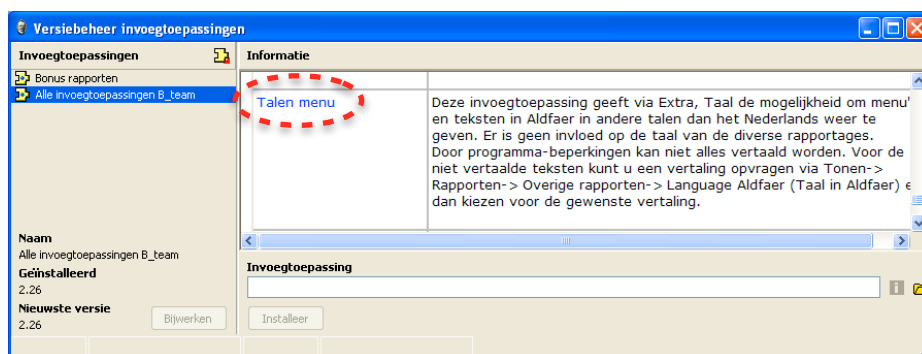 Versiebeheer invoegtoepassingen
Invoegtoepassingen
Bonus rapporten
Alle invoegtoepassingen B_team
Naam
Alle invoegtoepassingen B_team
Geïnstalleerd
2.26
Nieuwste versie
2.26
Bijwerken
Informatie
Talen menu
Deze invoegtoepassing geeft via Extra, Taal de mogelijkheid om menu'
en teksten in Aldfaer in andere talen dan het Nederlands weer te
geven. Er is geen invloed op de taal van de diverse rapportages.
Door programma-beperkingen kan niet alles vertaald worden. Voor de
niet vertaalde teksten kunt u een vertaling opvragen via Tonen->
Rapporten-> Overige rapporten-> Language Aldfaer (Taal in Aldfaer)
dan kiezen voor de gewenste vertaling.
Invoegtoepassing
Installeer